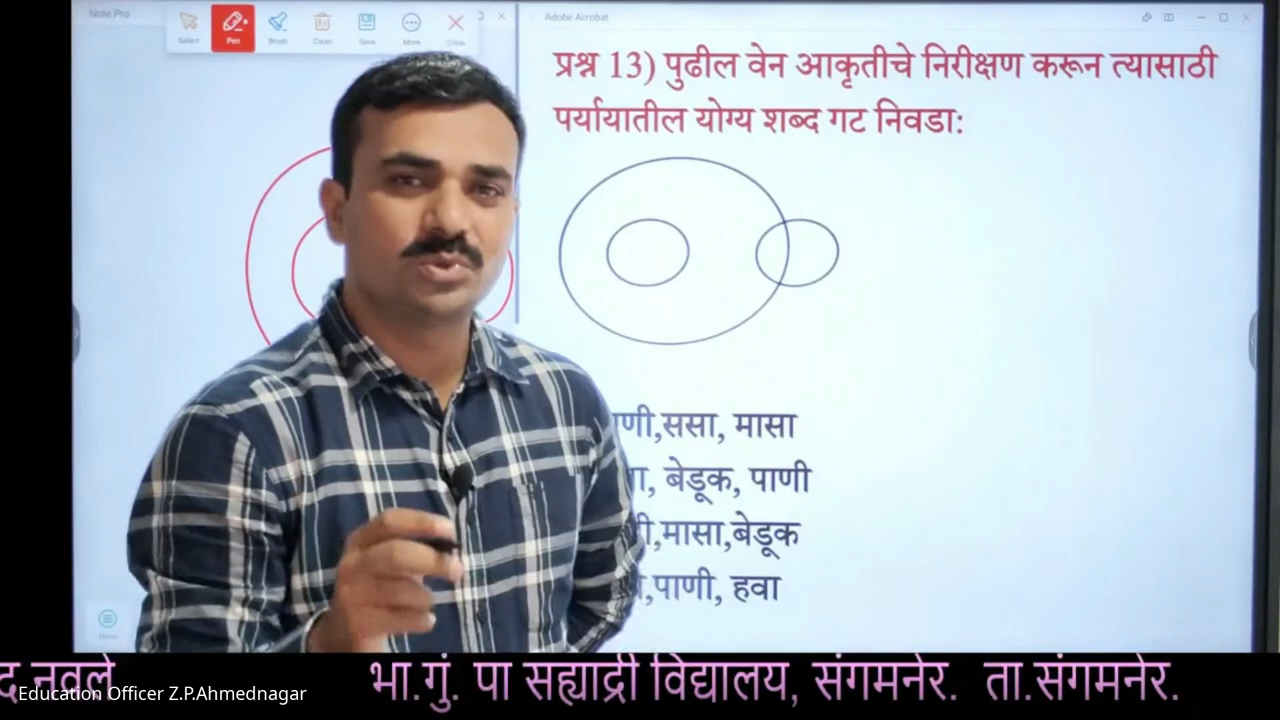 Note Pro
Select
Pen
Brush
Clean
Save
More
Close
Adobe Acrobat
प्रश्न 13) पुढील वेन आकृतीचे निरीक्षण करून त्यासाठी
पर्यायातील योग्य शब्द गट निवडा:
ससा, मासा
बेडूक, पाणी
मासा,बेडूक
पाणी, हवा
Menu
नवले भा.गुं. पा सह्याद्री विद्यालय, संगमनेर. ता.संगमनेर.
Education Officer Z.P.Ahmednagar